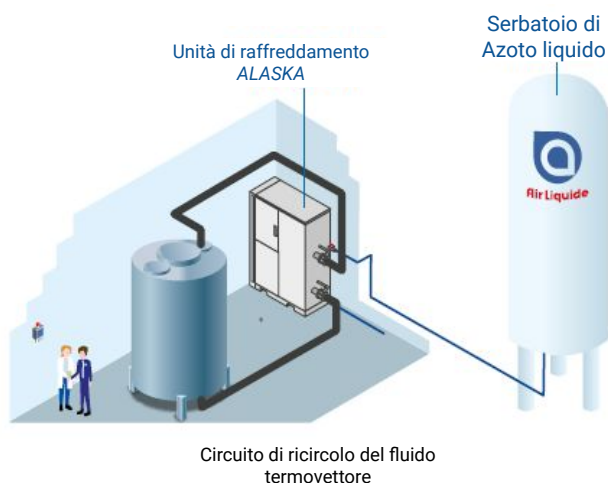 Serbatoio di
Azoto liquido
Unità di raffreddamento
ALASKA
Air Liquide
Circuito di ricircolo del fluido
termovettore